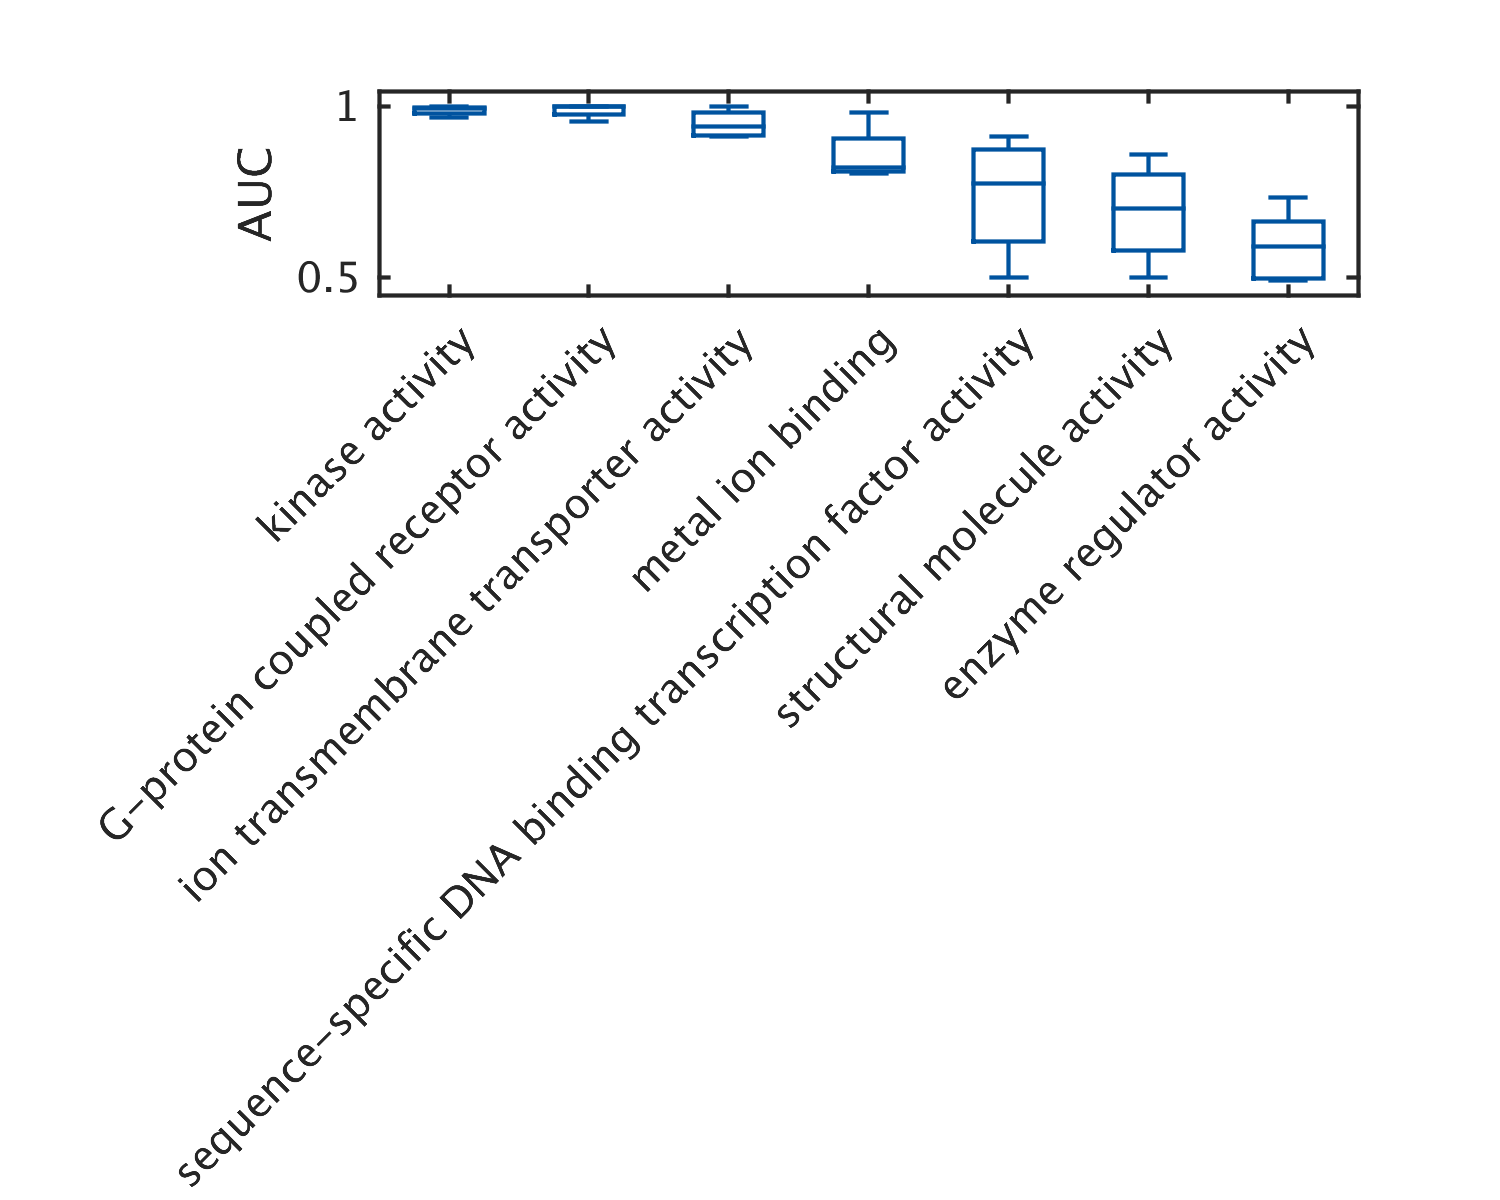 1
AUC
0.5
kinase activity
G-protein coupled receptor activity
ion transmembrane transporter activity
metal ion binding
sequence-specific DNA binding transcription factor activity
structural molecule activity
enzyme regulator activity